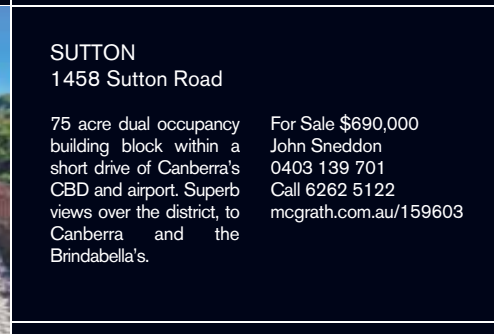 SUTTON
1458 Sutton Road
75 acre dual occupancy
building block within a
short drive of Canberra's
CBD and airport. Superb
views over the district, to
Canberra and the
Brindabella's.
For Sale $690,000
John Sneddon
0403 139 701
Call 6262 5122
mcgrath.com.au/159603